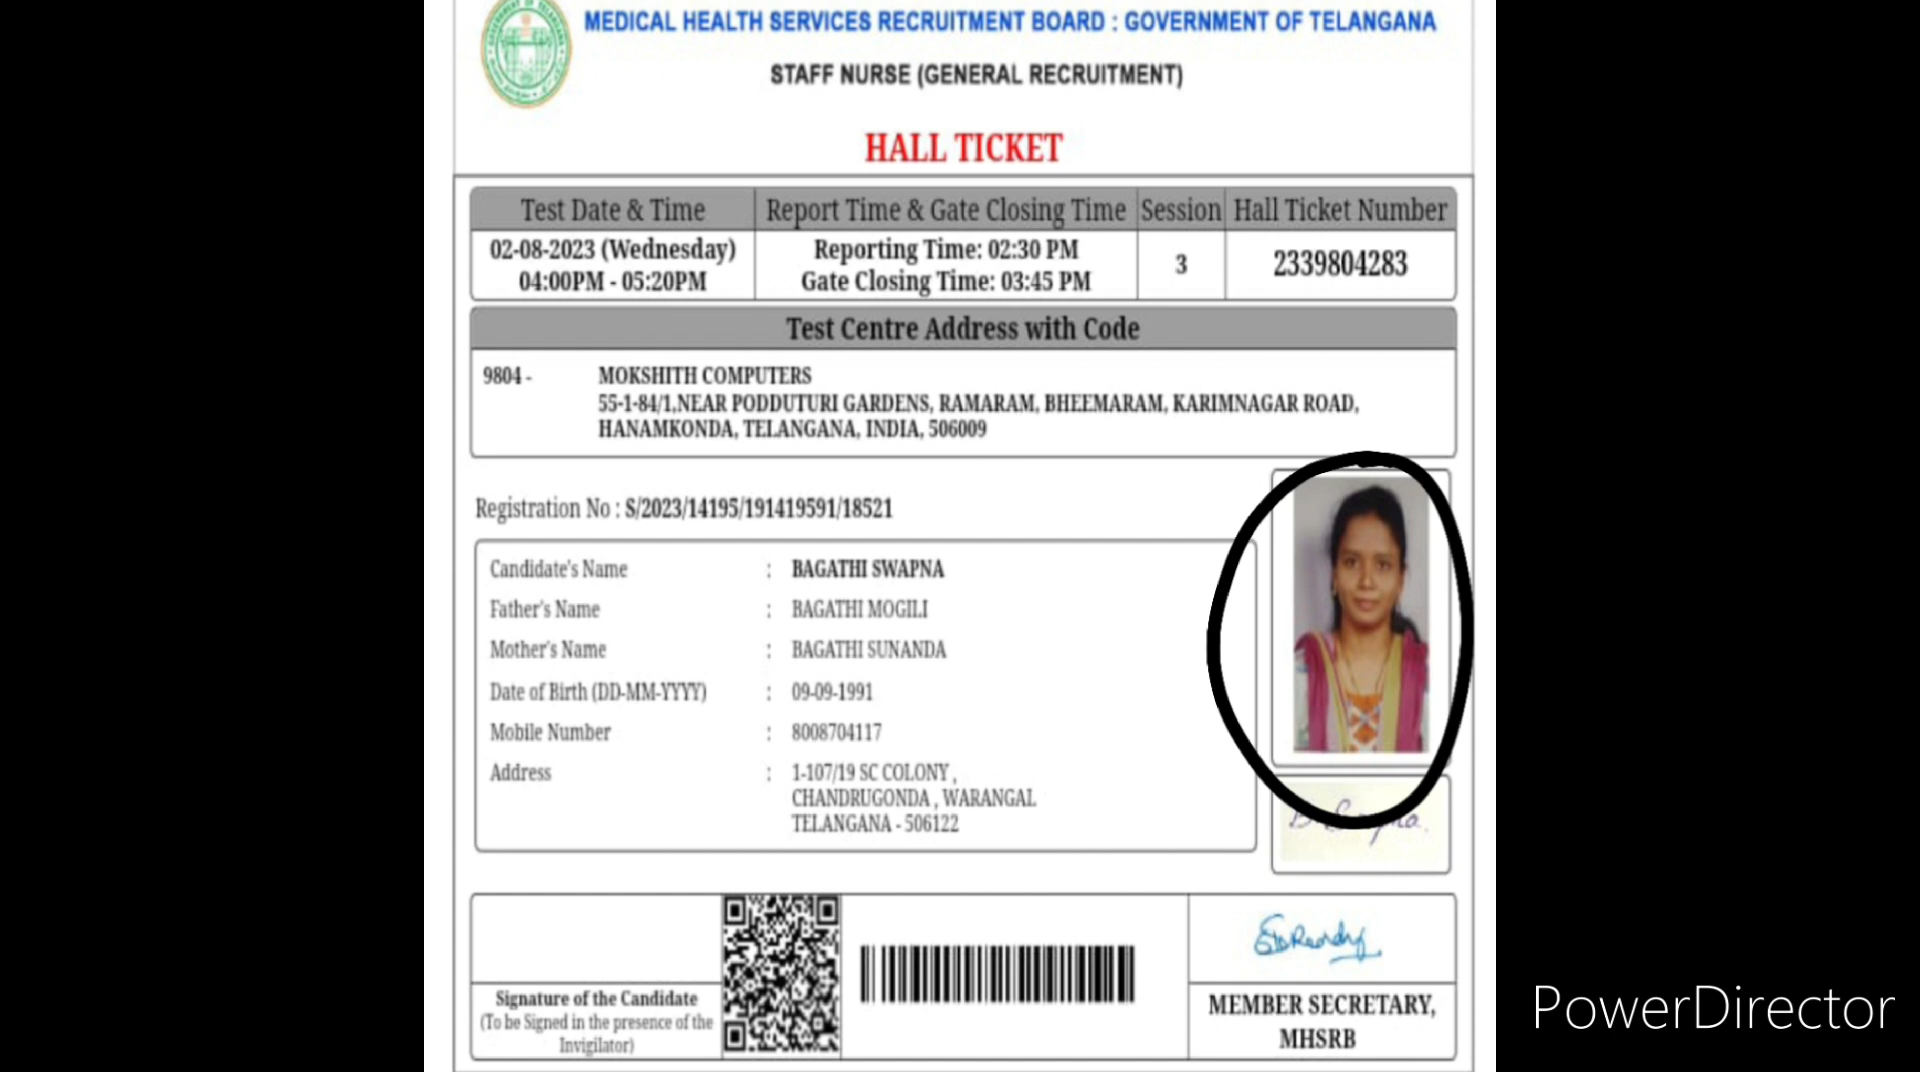 MEDICAL HEALTH SERVICES RECRUITMENT BOARD : GOVERNMENT OF TELANGANA
STAFF NURSE (GENERAL RECRUITMENT)
HALL TICKET
Test Date & Time Report Time & Gate Closing Time Session Hall Ticket Number
02-08-2023 (Wednesday) Reporting Time: 02:30 PM 3 2339804283
04:00PM - 05:20PM Gate Closing Time: 03:45 PM
Test Centre Address with Code
9804 - MOKSHITH COMPUTERS
55-1-84/1,NEAR PODDUTURI GARDENS, RAMARAM, BHEEMARAM, KARIMNAGAR ROAD,
HANAMKONDA, TELANGANA, INDIA, 506009
Registration No : S/2023/14195/191419591/18521
Candidate's Name : BAGATHI SWAPNA
Father's Name : BAGATHI MOGILI
Mother's Name : BAGATHI SUNANDA
Date of Birth (DD-MM-YYYY) : 09-09-1991
Mobile Number : 8008704117
Address : 1-107/19 SC COLONY ,
CHANDRUGONDA , WARANGAL
TELANGANA - 506122
Signature of the Candidate
(To be Signed in the presence of the
Invigilator)
MEMBER SECRETARY,
MHSRB
PowerDirector